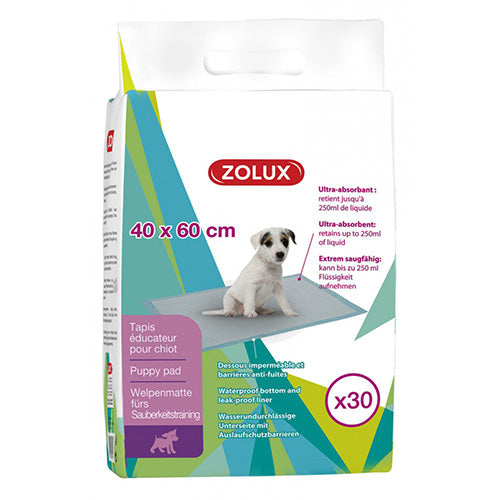 ZOLUX
40 x 60 cm
Ultra-absorbant :
retient jusqu'à
250ml de liquide
Ultra-absorbent:
retains up to 250ml
of liquid
Extrem saugfähig:
kann bis zu 250 ml
Flüssigkeit
aufnehmen
Tapis
éducateur
pour chiot
Puppy pad
Welpenmatte
fürs
Sauberkeitstraining
Dessous imperméable et
barrières anti-fuites
Waterproof bottom and
leak-proof liner
Wasserundurchlässige
Unterseite mit
Auslaufschutzbarrieren
x30